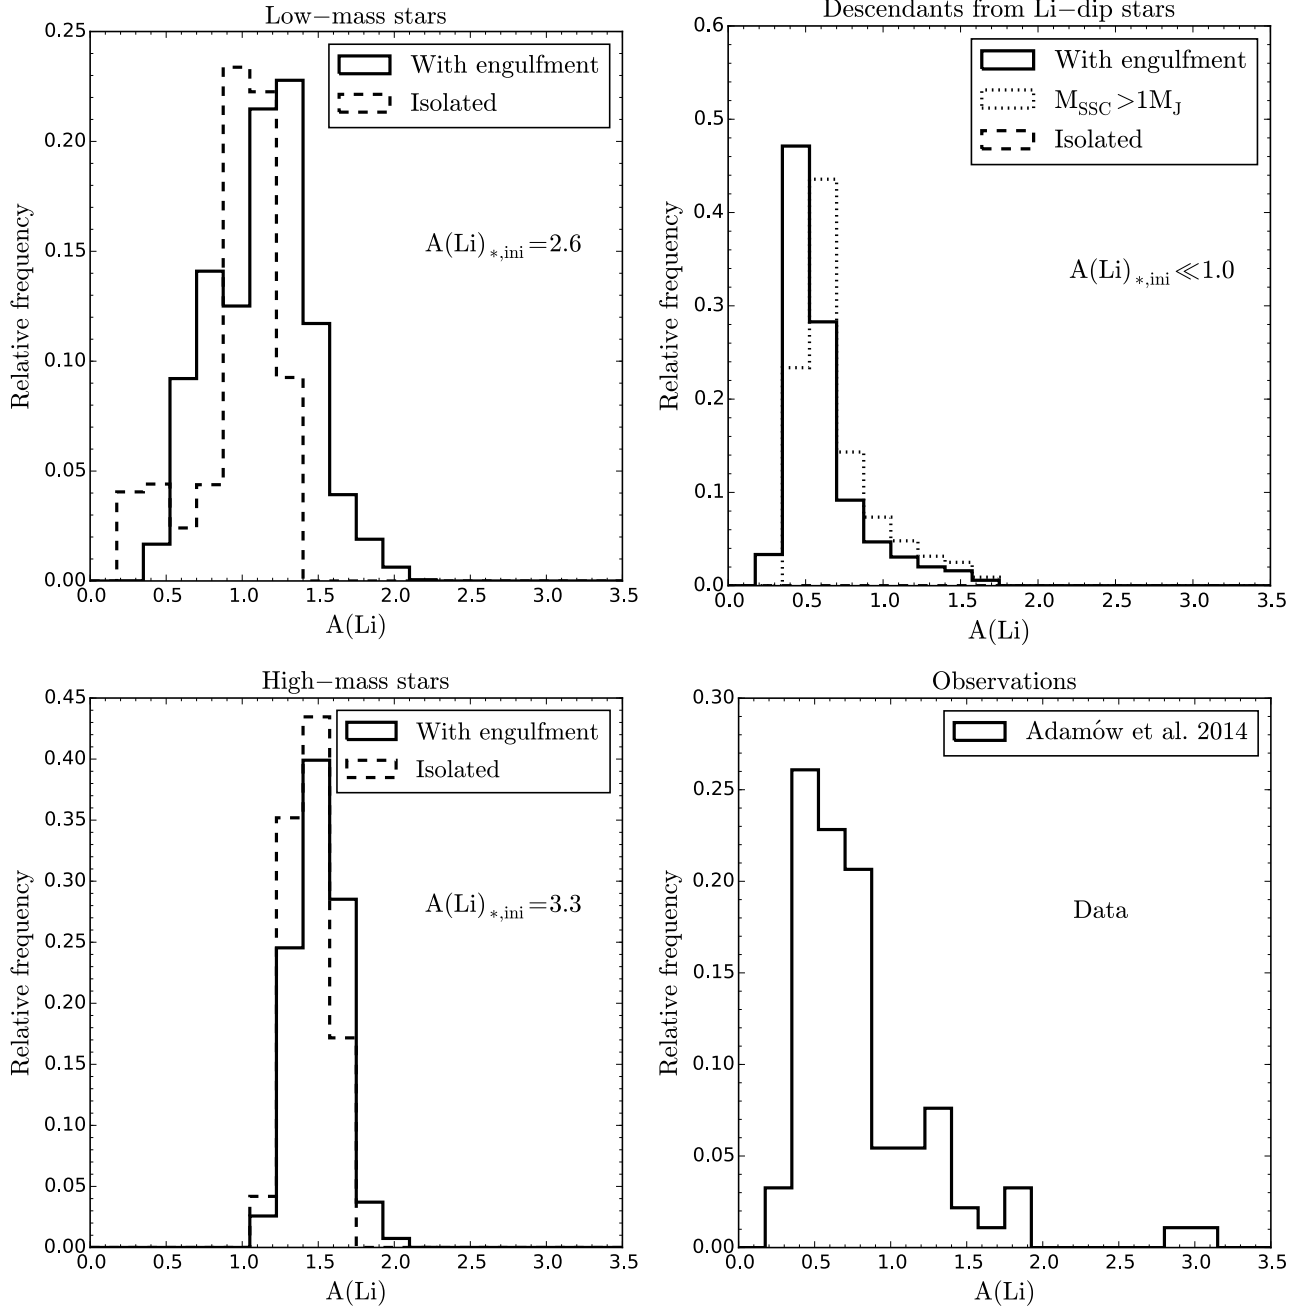 Low−mass stars
With engulfment
Isolated
A(Li)*,ini=2.6
Relative frequency
0.25
0.20
0.15
0.10
0.05
0.00
0.0 0.5 1.0 1.5 2.0 2.5 3.0 3.5
A(Li)
Descendants from Li−dip stars
With engulfment
MSSC>1MJ
Isolated
A(Li)*,ini≪1.0
Relative frequency
0.6
0.5
0.4
0.3
0.2
0.1
0.0
0.0 0.5 1.0 1.5 2.0 2.5 3.0 3.5
A(Li)
High−mass stars
With engulfment
Isolated
A(Li)*,ini=3.3
Relative frequency
0.45
0.40
0.35
0.30
0.25
0.20
0.15
0.10
0.05
0.00
0.0 0.5 1.0 1.5 2.0 2.5 3.0 3.5
A(Li)
Observations
Adamów et al. 2014
Data
Relative frequency
0.30
0.25
0.20
0.15
0.10
0.05
0.00
0.0 0.5 1.0 1.5 2.0 2.5 3.0 3.5
A(Li)